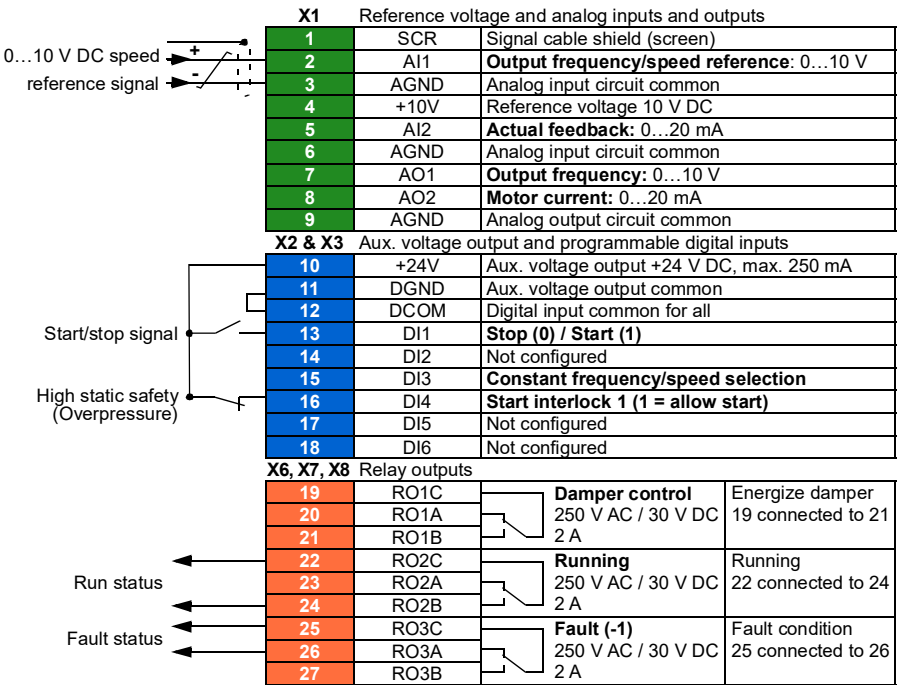 X1 Reference voltage and analog inputs and outputs
1 SCR Signal cable shield (screen)
0…10 V DC speed + 2 AI1 Output frequency/speed reference: 0…10 V
reference signal - 3 AGND Analog input circuit common
4 +10V Reference voltage 10 V DC
5 AI2 Actual feedback: 0…20 mA
6 AGND Analog input circuit common
7 AO1 Output frequency: 0…10 V
8 AO2 Motor current: 0…20 mA
9 AGND Analog output circuit common
X2 & X3 Aux. voltage output and programmable digital inputs
10 +24V Aux. voltage output +24 V DC, max. 250 mA
11 DGND Aux. voltage output common
12 DCOM Digital input common for all
Start/stop signal 13 DI1 Stop (0) / Start (1)
14 DI2 Not configured
15 DI3 Constant frequency/speed selection
High static safety 16 DI4 Start interlock 1 (1 = allow start)
(Overpressure)
17 DI5 Not configured
18 DI6 Not configured
X6, X7, X8 Relay outputs
19 RO1C Damper control Energize damper
20 RO1A 250 V AC / 30 V DC 19 connected to 21
21 RO1B 2 A
22 RO2C Running Running
Run status 23 RO2A 250 V AC / 30 V DC 22 connected to 24
24 RO2B 2 A
25 RO3C Fault (-1) Fault condition
Fault status 26 RO3A 250 V AC / 30 V DC 25 connected to 26
27 RO3B 2 A